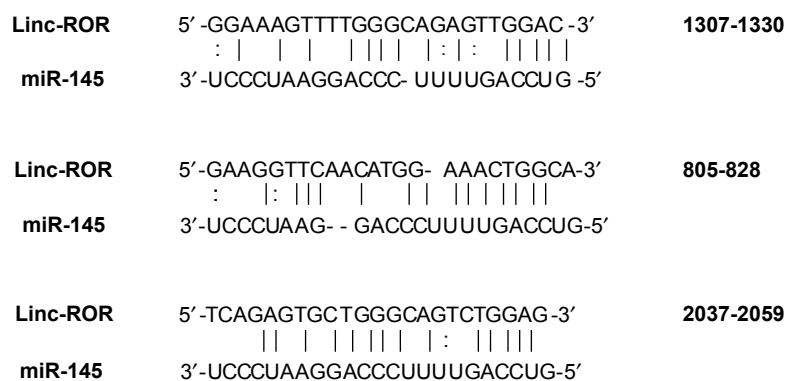 Linc-ROR 5′-GGAAAGTTTTGGGCAGAGTTGGAC-3′ 1307-1330
: | | | ||| | |:|: ||||| |
miR-145 3′-UCCCUAAGGACCC- UUUUGACCUG -5′
Linc-ROR 5′-GAAGGTTCAACATGG- AAACTGGCA-3′ 805-828
: |: ||| | | | || |||||
miR-145 3′-UCCCUAAG- - GACCCUUUUGACCUG-5′
Linc-ROR 5′-TCAGAGTGCTGGGCAGTCTGGAG-3′ 2037-2059
|| | || ||| | |: |||||
miR-145 3′-UCCCUAAGGACCCUUUUGACCUG-5′